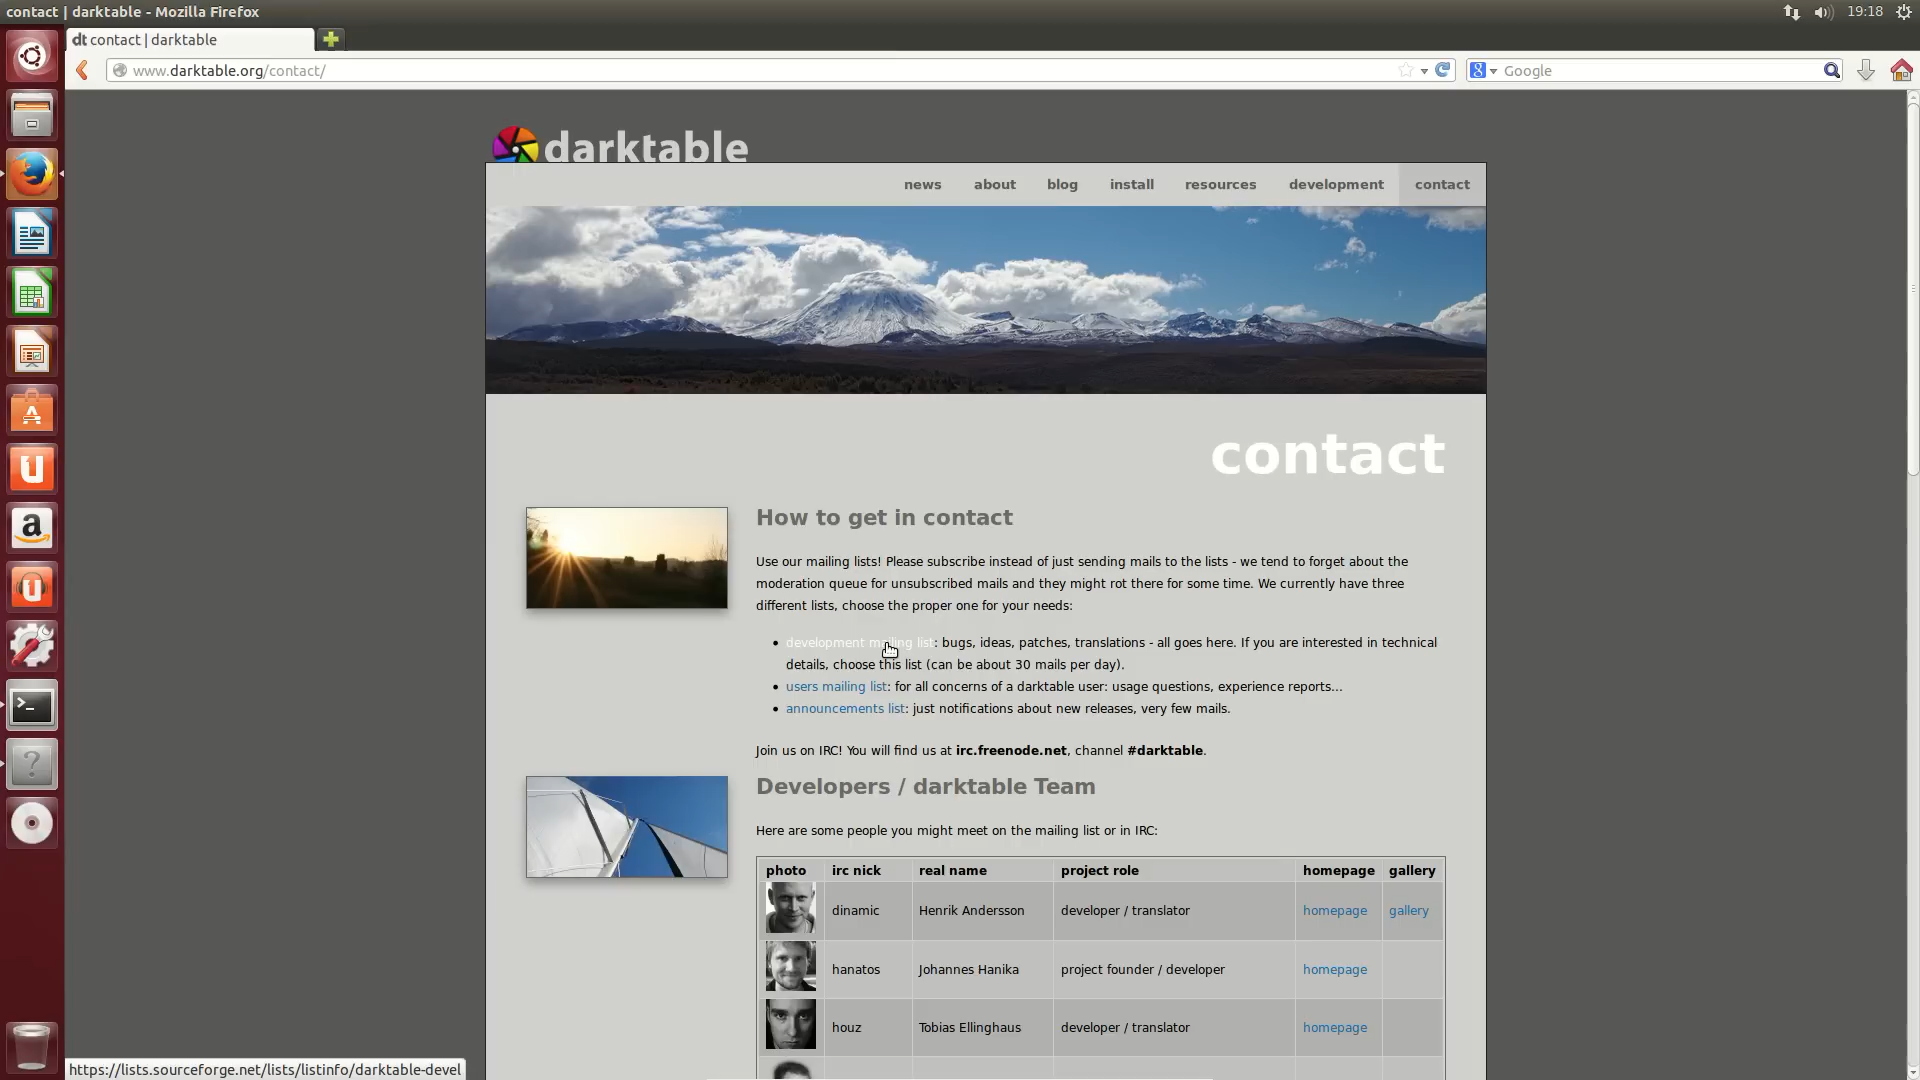 contact | darktable - Mozilla Firefox
19:18
dt contact | darktable
www.darktable.org/contact/
Google
darktable
news about blog install resources development contact
contact
How to get in contact
Use our mailing lists! Please subscribe instead of just sending mails to the lists - we tend to forget about the
moderation queue for unsubscribed mails and they might rot there for some time. We currently have three
different lists, choose the proper one for your needs:
• development mailing list: bugs, ideas, patches, translations - all goes here. If you are interested in technical
details, choose this list (can be about 30 mails per day).
• users mailing list: for all concerns of a darktable user: usage questions, experience reports...
• announcements list: just notifications about new releases, very few mails.
Join us on IRC! You will find us at irc.freenode.net, channel #darktable.
Developers / darktable Team
Here are some people you might meet on the mailing list or in IRC:
photo irc nick real name project role homepage gallery
dinamic Henrik Andersson developer / translator homepage gallery
hanatos Johannes Hanika project founder / developer homepage
houz Tobias Ellinghaus developer / translator homepage
https://lists.sourceforge.net/lists/listinfo/darktable-devel